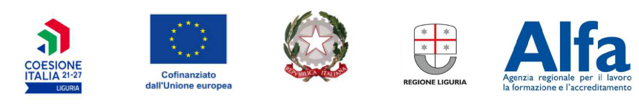 COESIONE
ITALIA 21-27
LIGURIA
Cofinanziato
dall'Unione europea
REPVBBLICA ITALIANA
REGIONE LIGURIA
Alfa
Agenzia regionale per il lavoro
la formazione e l'accreditamento